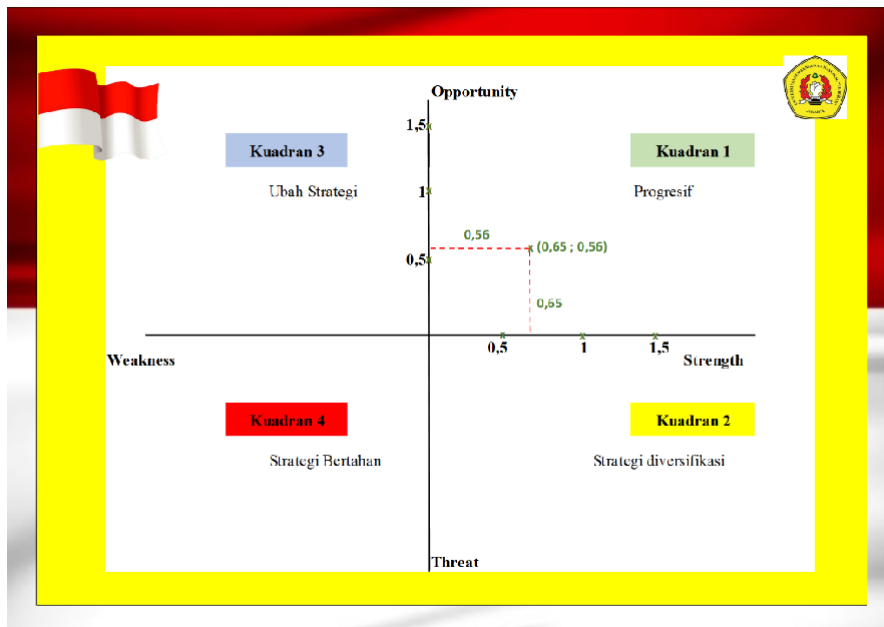 Opportunity
1,5
Kuadran 3
Kuadran 1
Ubah Strategi
1
Progresif
0,56
(0,65 ; 0,56)
0,5
0,65
0,5
1
1,5
Weakness
Strength
Kuadran 4
Kuadran 2
Strategi Bertahan
Strategi diversifikasi
Threat